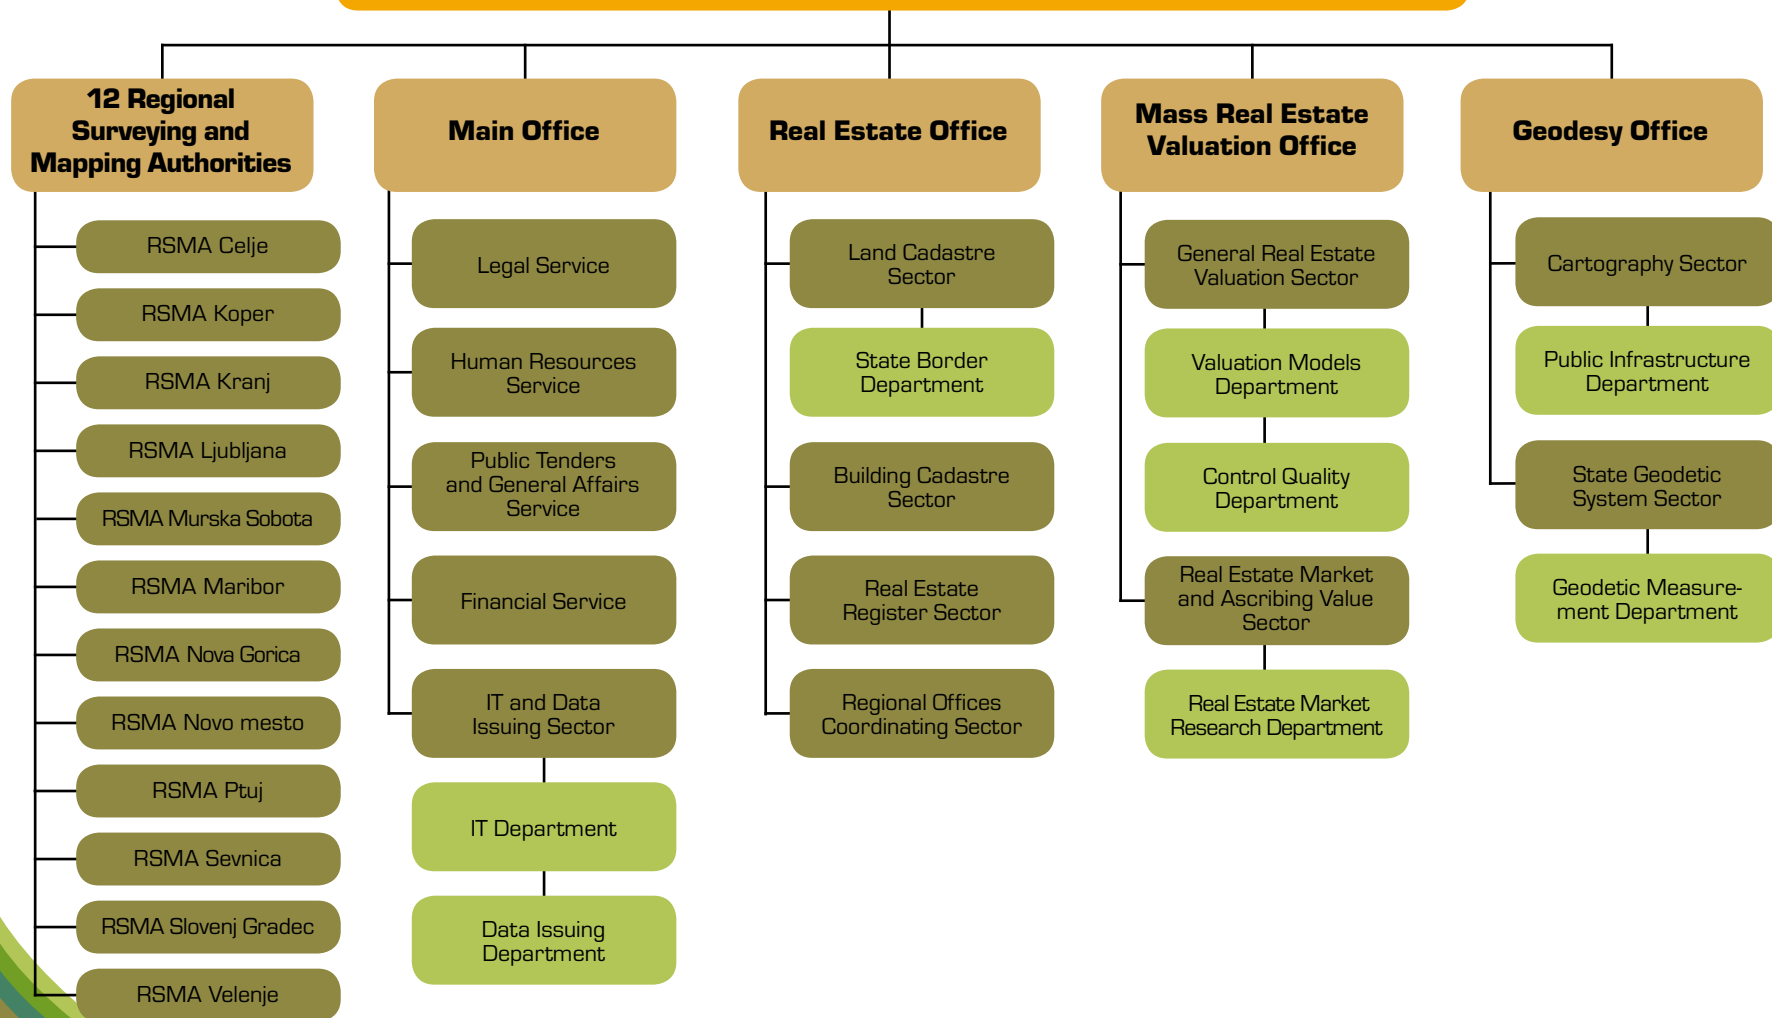 12 Regional
Surveying and
Mapping Authorities
RSMA Celje
RSMA Koper
RSMA Kranj
RSMA Ljubljana
RSMA Murska Sobota
RSMA Maribor
RSMA Nova Gorica
RSMA Novo mesto
RSMA Ptuj
RSMA Sevnica
RSMA Slovenj Gradec
RSMA Velenje
Main Office
Legal Service
Human Resources
Service
Public Tenders
and General Affairs
Service
Financial Service
IT and Data
Issuing Sector
IT Department
Data Issuing
Department
Real Estate Office
Land Cadastre
Sector
State Border
Department
Building Cadastre
Sector
Real Estate
Register Sector
Regional Offices
Coordinating Sector
Mass Real Estate
Valuation Office
General Real Estate
Valuation Sector
Valuation Models
Department
Control Quality
Department
Real Estate Market
and Ascribing Value
Sector
Real Estate Market
Research Department
Geodesy Office
Cartography Sector
Public Infrastructure
Department
State Geodetic
System Sector
Geodetic Measure-
ment Department